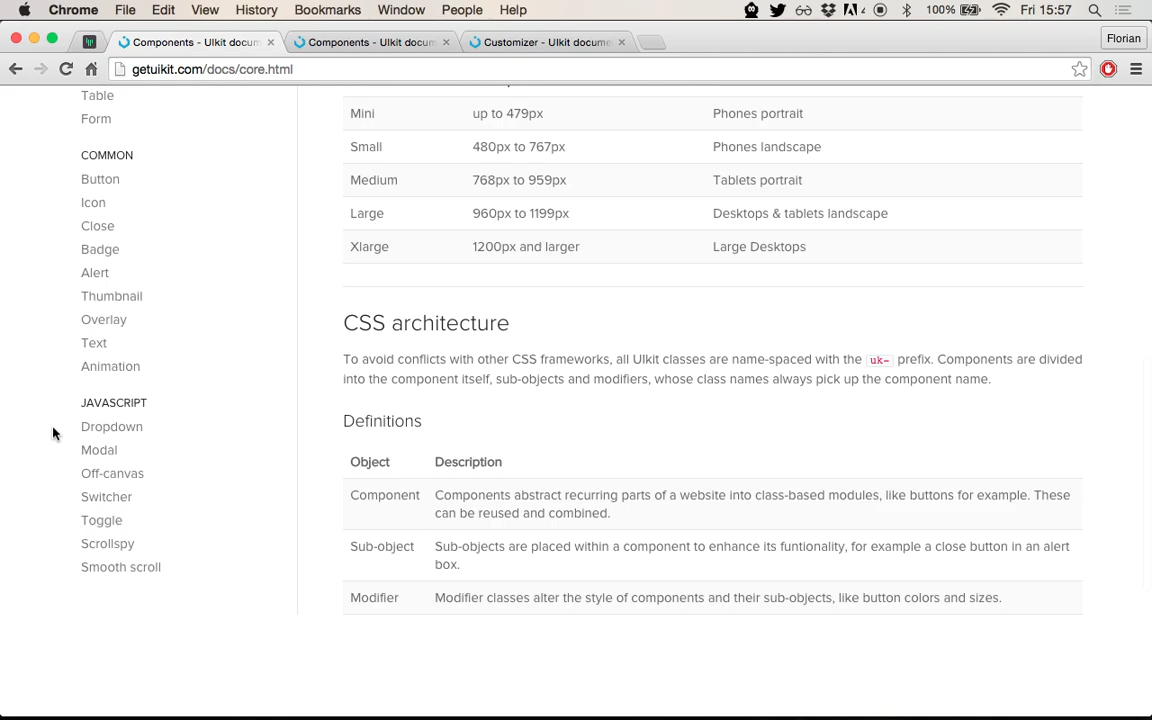 Chrome File Edit View History Bookmarks Window People Help 4 100% Fri 15:57
Components - UIkit docum Components - UIkit docum Customizer - UIkit docume Florian
getuikit.com/docs/core.html
Table
Form
COMMON
Button
Icon
Close
Badge
Alert
Thumbnail
Overlay
Text
Animation
JAVASCRIPT
Dropdown
Modal
Off-canvas
Switcher
Toggle
Scrollspy
Smooth scroll
Mini up to 479px Phones portrait
Small 480px to 767px Phones landscape
Medium 768px to 959px Tablets portrait
Large 960px to 1199px Desktops & tablets landscape
Xlarge 1200px and larger Large Desktops
CSS architecture
To avoid conflicts with other CSS frameworks, all UIkit classes are name-spaced with the uk- prefix. Components are divided
into the component itself, sub-objects and modifiers, whose class names always pick up the component name.
Definitions
Object Description
Component Components abstract recurring parts of a website into class-based modules, like buttons for example. These
can be reused and combined.
Sub-object Sub-objects are placed within a component to enhance its funtionality, for example a close button in an alert
box.
Modifier Modifier classes alter the style of components and their sub-objects, like button colors and sizes.